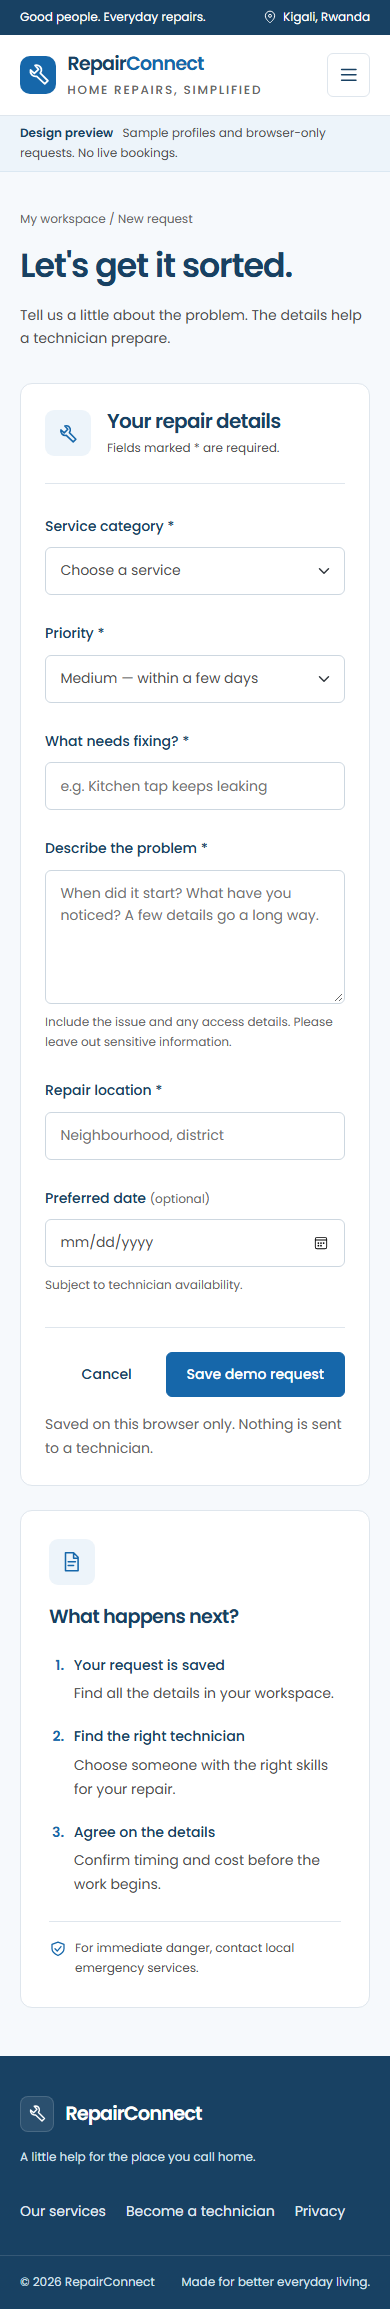 Good people. Everyday repairs.
Kigali, Rwanda
RepairConnect
HOME REPAIRS, SIMPLIFIED
Design preview Sample profiles and browser-only
requests. No live bookings.
My workspace / New request
Let's get it sorted.
Tell us a little about the problem. The details help
a technician prepare.
Your repair details
Fields marked * are required.
Service category *
Choose a service
Priority *
Medium — within a few days
What needs fixing? *
e.g. Kitchen tap keeps leaking
Describe the problem *
When did it start? What have you
noticed? A few details go a long way.
Include the issue and any access details. Please
leave out sensitive information.
Repair location *
Neighbourhood, district
Preferred date (optional)
mm/dd/yyyy
Subject to technician availability.
Cancel
Save demo request
Saved on this browser only. Nothing is sent
to a technician.
What happens next?
1. Your request is saved
Find all the details in your workspace.
2. Find the right technician
Choose someone with the right skills
for your repair.
3. Agree on the details
Confirm timing and cost before the
work begins.
For immediate danger, contact local
emergency services.
RepairConnect
A little help for the place you call home.
Our services Become a technician Privacy
© 2026 RepairConnect Made for better everyday living.